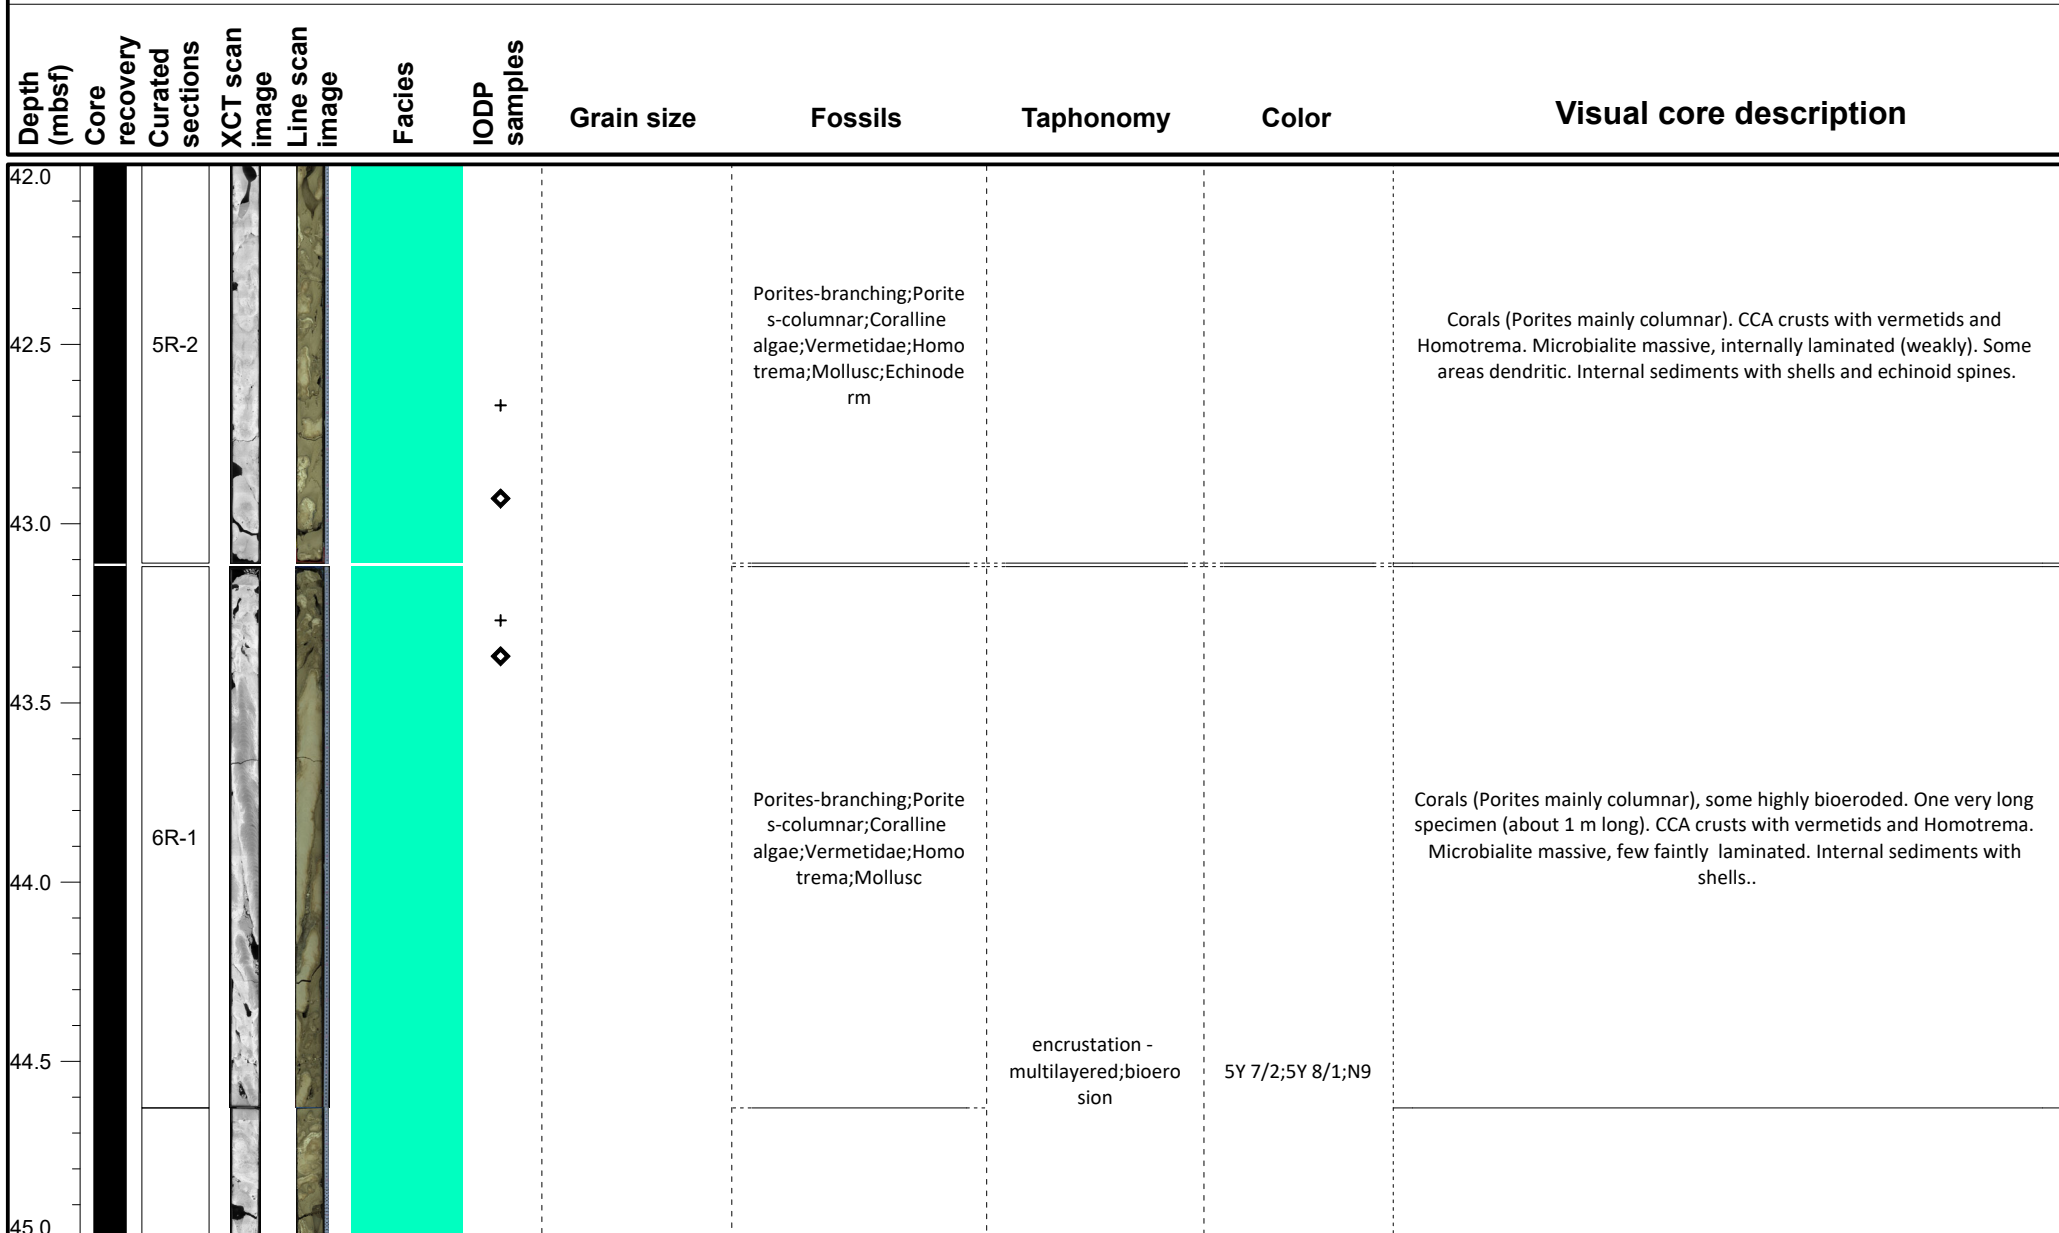 Depth
(mbsf)
Core
recovery
Curated
sections
XCT scan
image
Line scan
image
Facies
IODP
samples
Grain size
Fossils
Taphonomy
Color
Visual core description
42.0
42.5
43.0
43.5
44.0
44.5
45.0
5R-2
Porites-branching;Porite
s-columnar;Coralline
algae;Vermetidae;Homo
trema;Mollusc;Echinode
rm
Corals (Porites mainly columnar). CCA crusts with vermetids and
Homotrema. Microbialite massive, internally laminated (weakly). Some
areas dendritic. Internal sediments with shells and echinoid spines.
6R-1
Porites-branching;Porite
s-columnar;Coralline
algae;Vermetidae;Homo
trema;Mollusc
encrustation -
multilayered;bioero
sion
5Y 7/2;5Y 8/1;N9
Corals (Porites mainly columnar), some highly bioeroded. One very long
specimen (about 1 m long). CCA crusts with vermetids and Homotrema.
Microbialite massive, few faintly  laminated. Internal sediments with
shells..